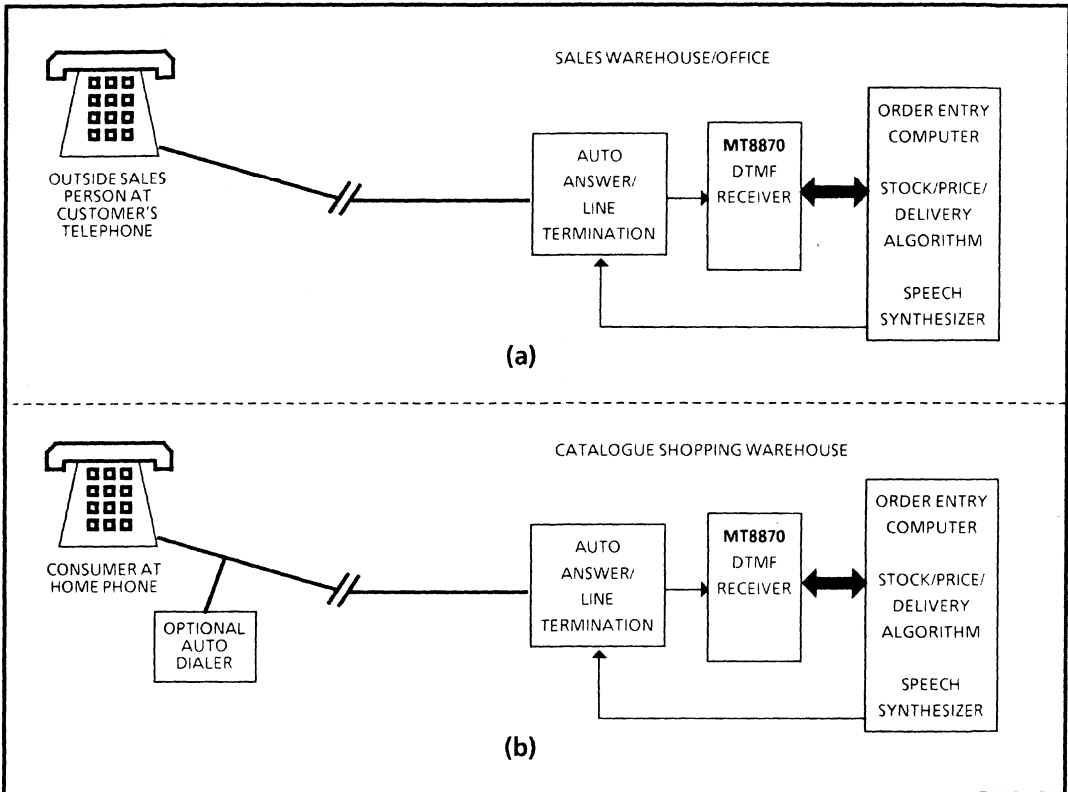 SALES WAREHOUSE/OFFICE
OUTSIDE SALES
PERSON AT
CUSTOMER'S
TELEPHONE
AUTO
ANSWER/
LINE
TERMINATION
MT8870
DTMF
RECEIVER
ORDER ENTRY
COMPUTER
STOCK/PRICE/
DELIVERY
ALGORITHM
SPEECH
SYNTHESIZER
(a)
CATALOGUE SHOPPING WAREHOUSE
CONSUMER AT
HOME PHONE
OPTIONAL
AUTO
DIALER
AUTO
ANSWER/
LINE
TERMINATION
MT8870
DTMF
RECEIVER
ORDER ENTRY
COMPUTER
STOCK/PRICE/
DELIVERY
ALGORITHM
SPEECH
SYNTHESIZER
(b)